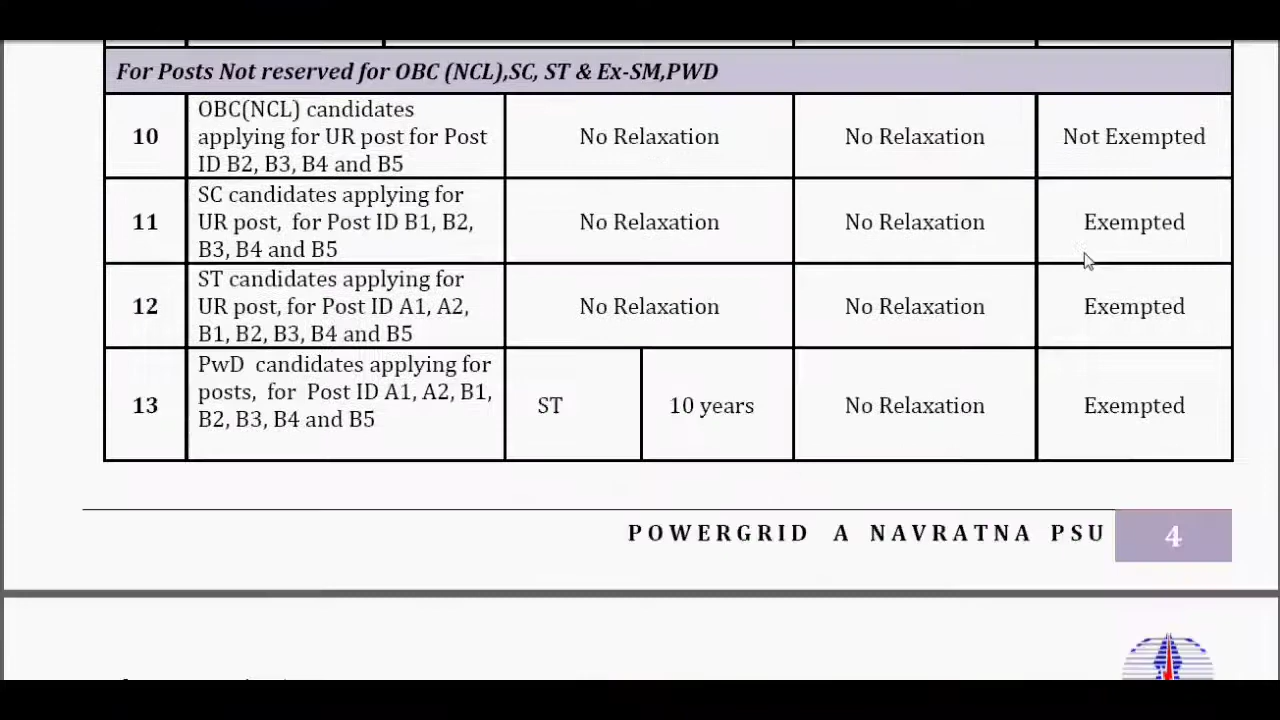 For Posts Not reserved for OBC (NCL),SC, ST & Ex-SM,PWD
10
OBC(NCL) candidates
applying for UR post for Post
ID B2, B3, B4 and B5
No Relaxation
No Relaxation
Not Exempted
11
SC candidates applying for
UR post, for Post ID B1, B2,
B3, B4 and B5
No Relaxation
No Relaxation
Exempted
12
ST candidates applying for
UR post, for Post ID A1, A2,
B1, B2, B3, B4 and B5
No Relaxation
No Relaxation
Exempted
13
PwD candidates applying for
posts, for Post ID A1, A2, B1,
B2, B3, B4 and B5
ST
10 years
No Relaxation
Exempted
POWERGRID A NAVRATNA PSU
4